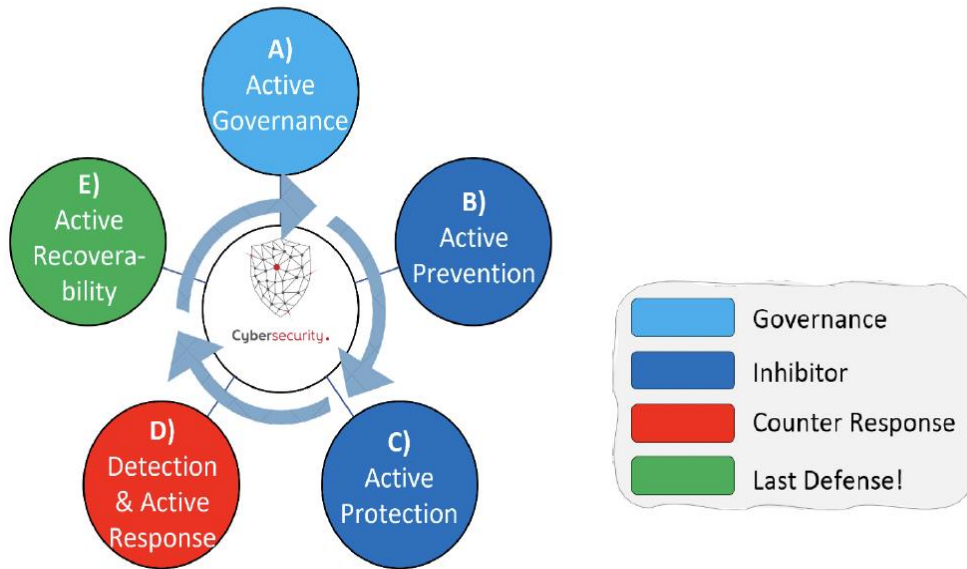 A)
Active
Governance
B)
Active
Prevention
C)
Active
Protection
D)
Detection
& Active
Response
E)
Active
Recovera-
bility
Cybersecurity.
Governance
Inhibitor
Counter Response
Last Defense!